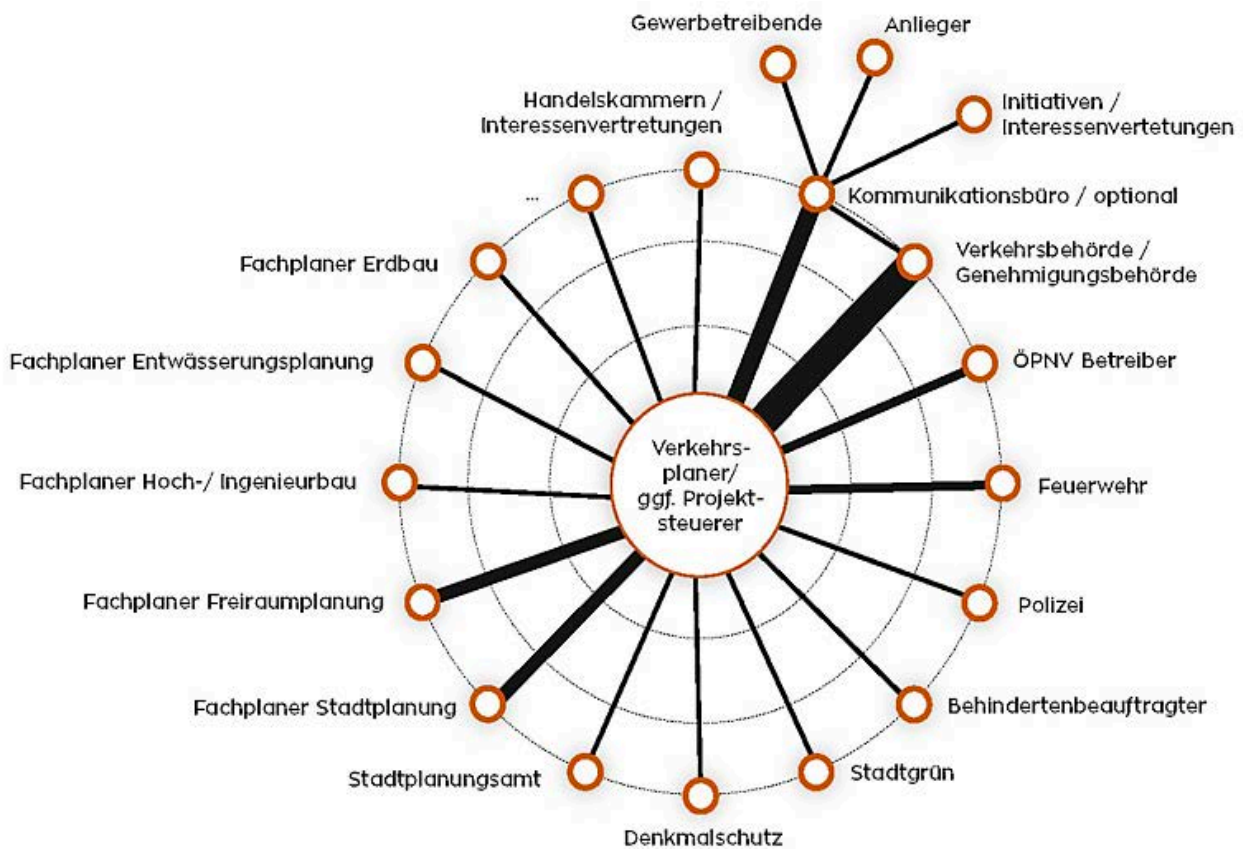 Gewerbetreibende
Anlieger
Initiativen /
Interessenvertetungen
Handelskammern /
Interessenvertretungen
...
Kommunikationsbüro / optional
Verkehrsbehörde /
Genehmigungsbehörde
Fachplaner Erdbau
Fachplaner Entwässerungsplanung
ÖPNV Betreiber
Verkehrs-
planer/
ggf. Projekt-
steuerer
Fachplaner Hoch-/ Ingenieurbau
Feuerwehr
Fachplaner Freiraumplanung
Polizei
Fachplaner Stadtplanung
Behindertenbeauftragter
Stadtplanungsamt
Stadtgrün
Denkmalschutz